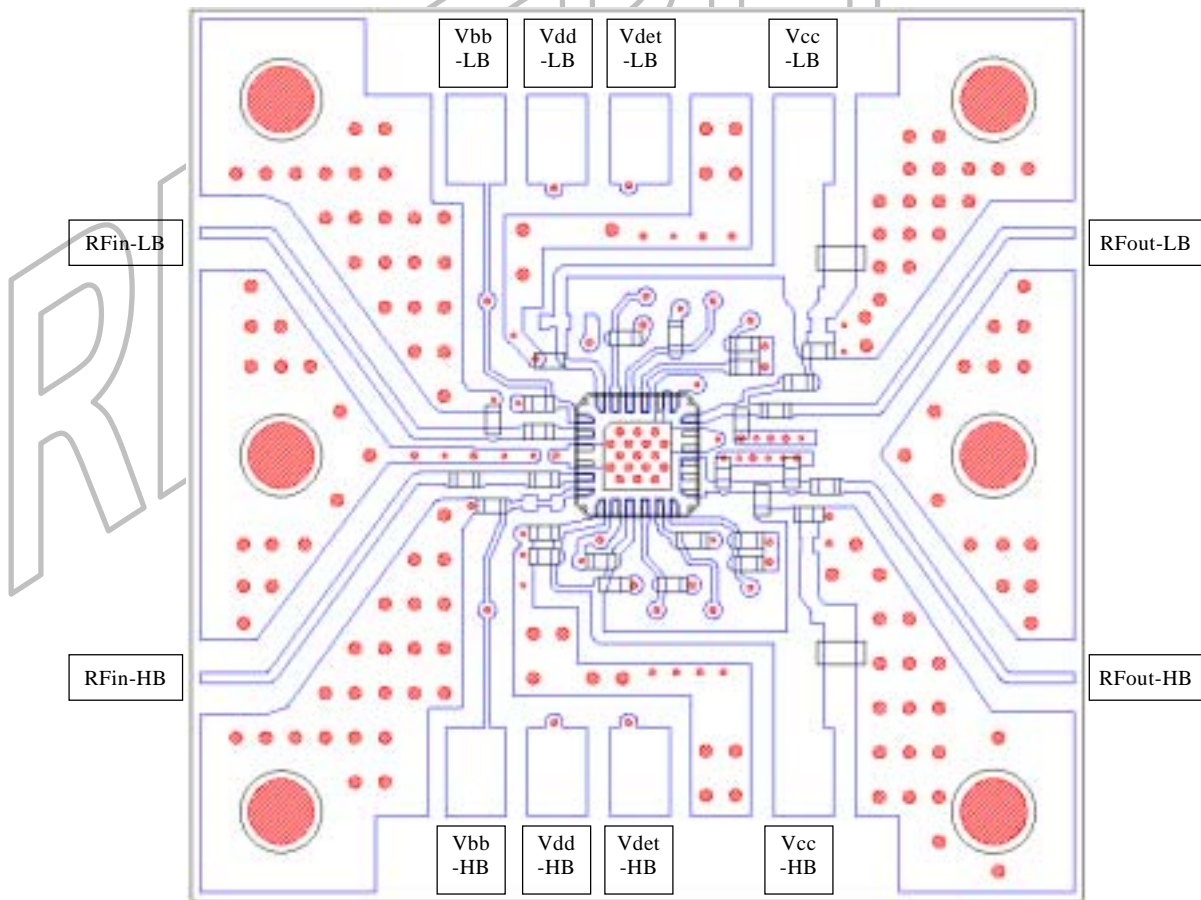 Vbb
-LB
Vdd
-LB
Vdet
-LB
Vcc
-LB
RFin-LB
RFout-LB
RFin-HB
RFout-HB
Vbb
-HB
Vdd
-HB
Vdet
-HB
Vcc
-HB